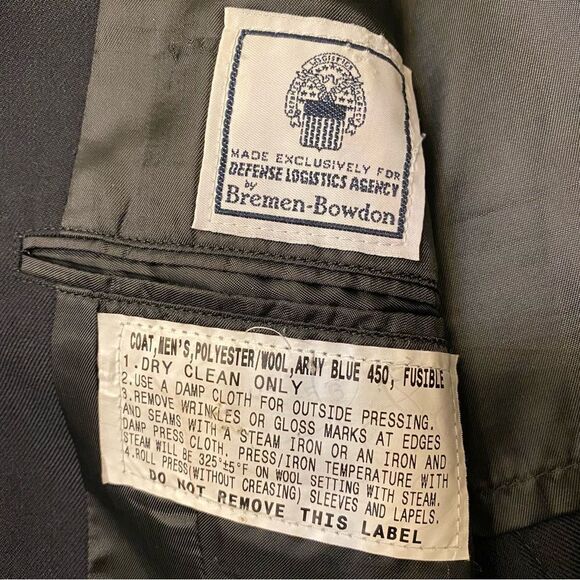 DEFENSE LOGISTICS AGENCY
MADE EXCLUSIVELY FOR
DEFENSE LOGISTICS AGENCY
by
Bremen-Bowdon
COAT,MEN'S,POLYESTER/WOOL,ARMY BLUE 450, FUSIBLE
1.DRY CLEAN ONLY
2.USE A DAMP CLOTH FOR OUTSIDE PRESSING.
3.REMOVE WRINKLES OR GLOSS MARKS AT EDGES
AND SEAMS WITH A STEAM IRON OR AN IRON AND
DAMP PRESS CLOTH. PRESS/IRON TEMPERATURE WITH
STEAM WILL BE 325°±5°F ON WOOL SETTING WITH STEAM.
4.ROLL PRESS(WITHOUT CREASING) SLEEVES AND LAPELS.
DO NOT REMOVE THIS LABEL